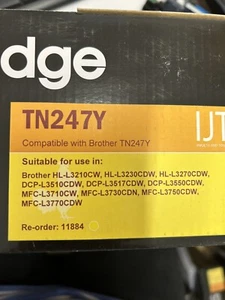 dge
TN247Y
IJT
Compatible with Brother TN247Y
Suitable for use in:
Brother HL-L3210CW, HL-L3230CDW, HL-L3270CDW,
DCP-L3510CDW, DCP-L3517CDW, DCP-L3550CDW,
MFC-L3710CW, MFC-L3730CDN, MFC-L3750CDW,
MFC-L3770CDW
Re-order: 11884